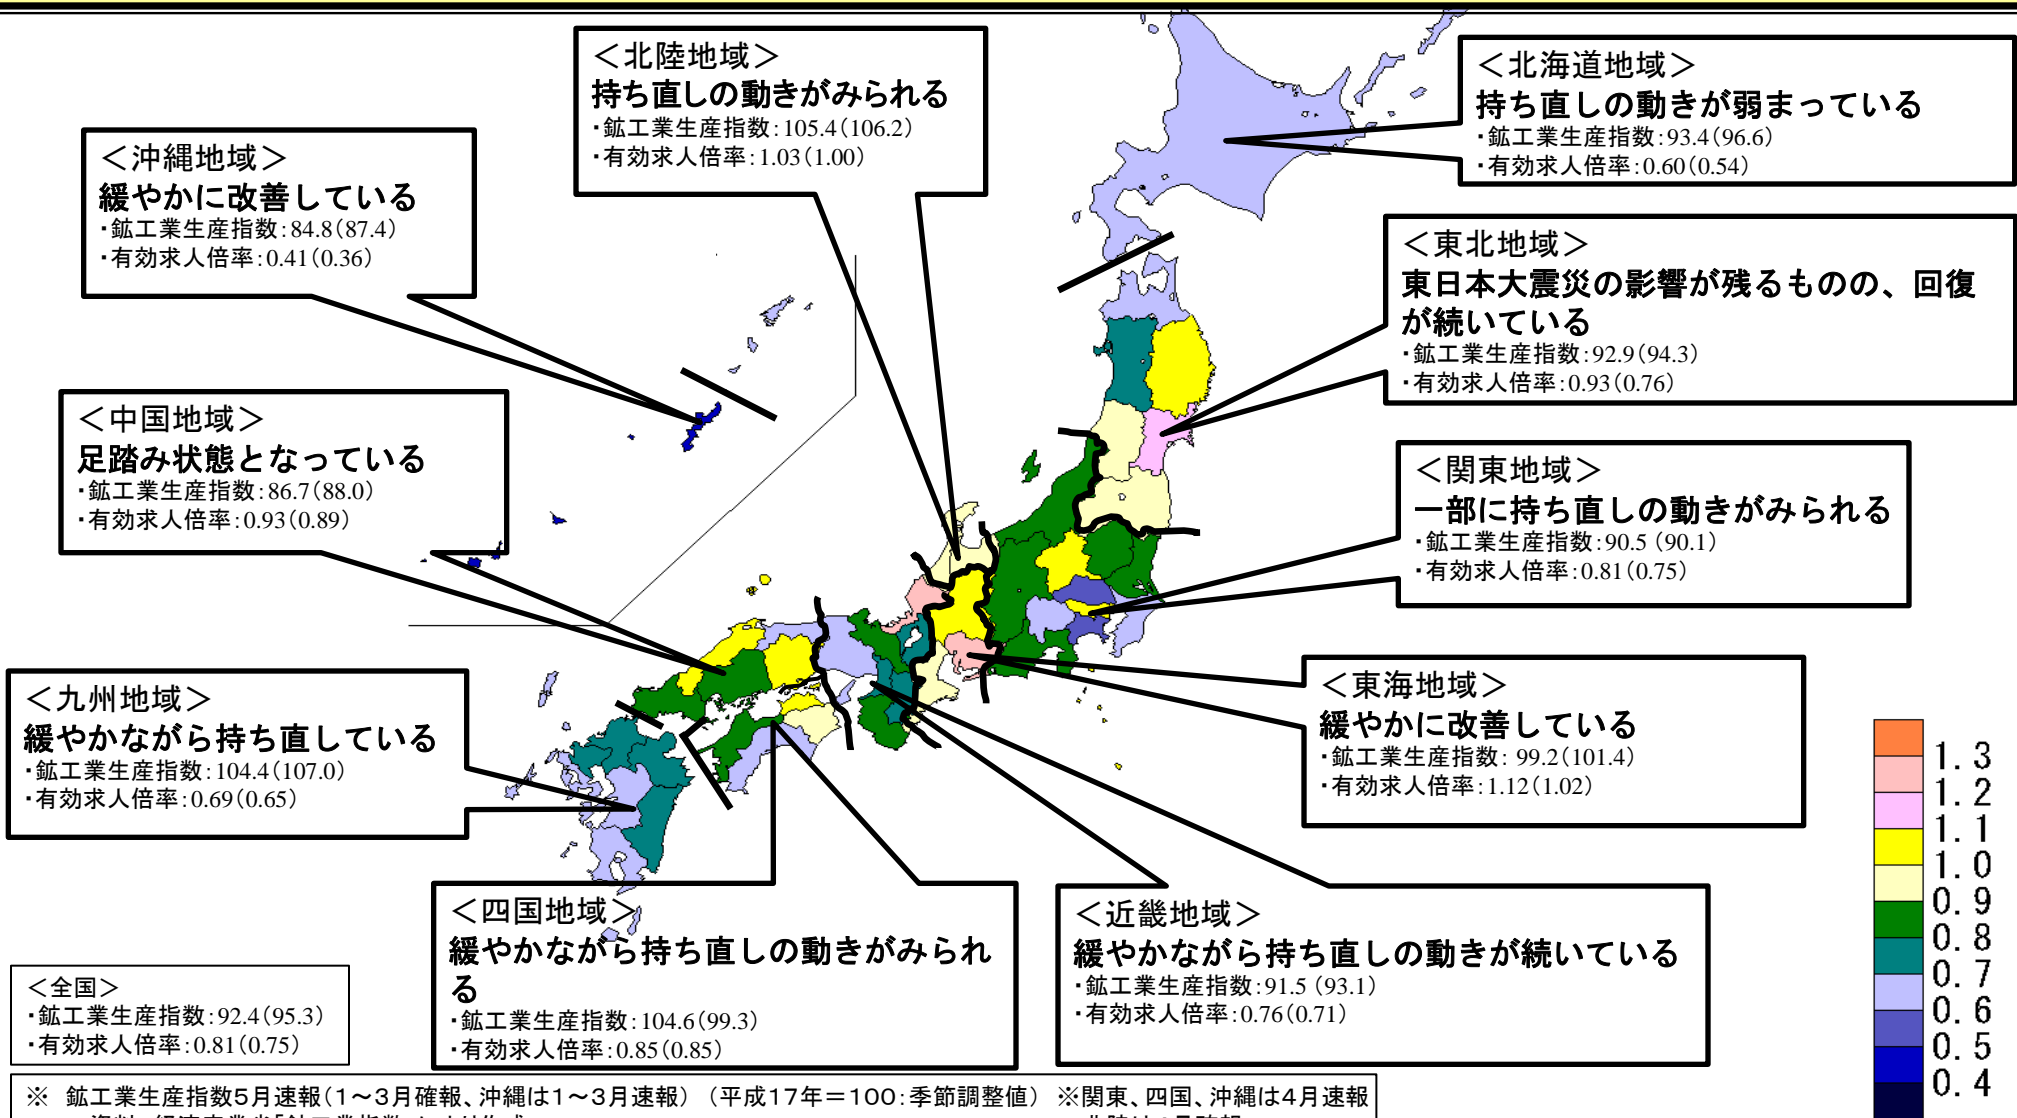 ＜北陸地域＞
持ち直しの動きがみられる
・鉱工業生産指数：105.4（106.2）
・有効求人倍率：1.03（1.00）
＜北海道地域＞
持ち直しの動きが弱まっている
・鉱工業生産指数：93.4（96.6）
・有効求人倍率：0.60（0.54）
＜沖縄地域＞
緩やかに改善している
・鉱工業生産指数：84.8（87.4）
・有効求人倍率：0.41（0.36）
＜東北地域＞
東日本大震災の影響が残るものの、回復
が続いている
・鉱工業生産指数：92.9（94.3）
・有効求人倍率：0.93（0.76）
＜中国地域＞
足踏み状態となっている
・鉱工業生産指数：86.7（88.0）
・有効求人倍率：0.93（0.89）
＜関東地域＞
一部に持ち直しの動きがみられる
・鉱工業生産指数：90.5 （90.1）
・有効求人倍率：0.81（0.75）
＜九州地域＞
緩やかながら持ち直している
・鉱工業生産指数：104.4（107.0）
・有効求人倍率：0.69（0.65）
＜東海地域＞
緩やかに改善している
・鉱工業生産指数： 99.2（101.4）
・有効求人倍率：1.12（1.02）
＜四国地域＞
緩やかながら持ち直しの動きがみられ
る
・鉱工業生産指数：104.6（99.3）
・有効求人倍率：0.85（0.85）
＜近畿地域＞
緩やかながら持ち直しの動きが続いている
・鉱工業生産指数：91.5 （93.1）
・有効求人倍率：0.76（0.71）
1.3
1.2
1.1
1.0
0.9
0.8
0.7
0.6
0.5
0.4
＜全国＞
・鉱工業生産指数：92.4（95.3）
・有効求人倍率：0.81（0.75）
※ 鉱工業生産指数5月速報（1～3月確報、沖縄は1～3月速報） （平成17年＝100：季節調整値） ※関東、四国、沖縄は4月速報